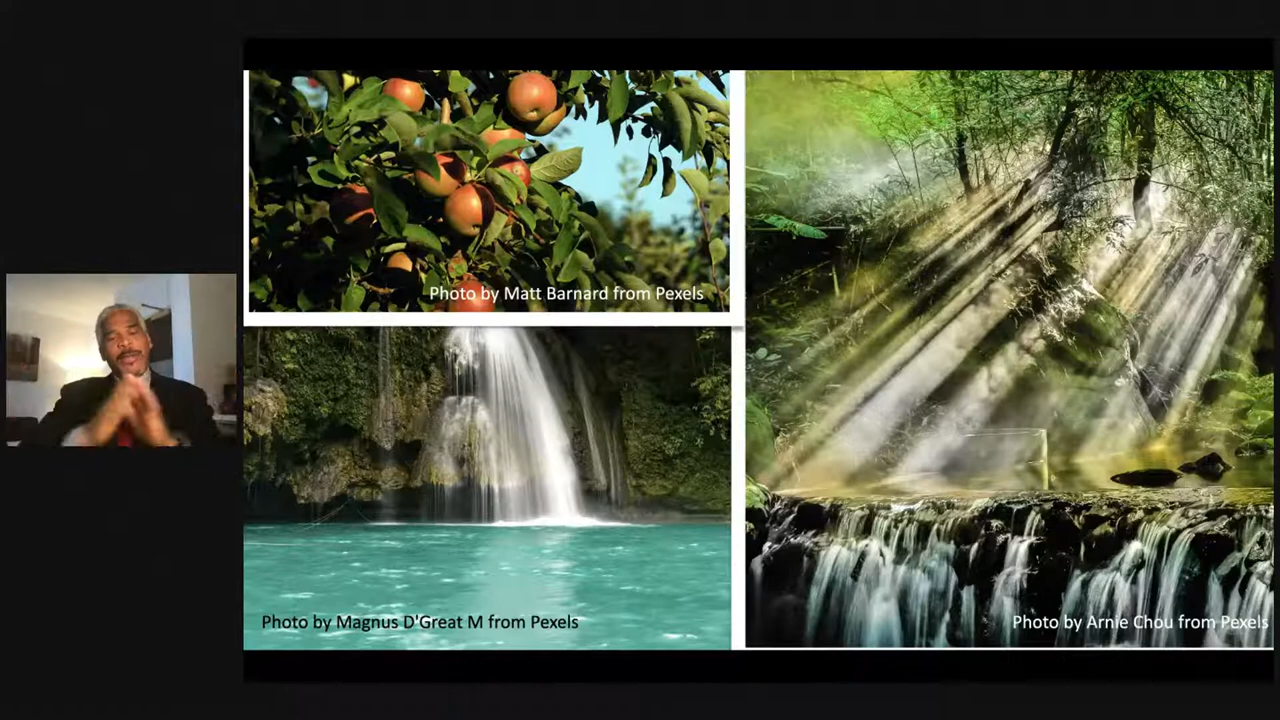 Photo by Matt Barnard from Pexels
Photo by Magnus D'Great M from Pexels
Photo by Arnie Chou from Pexels